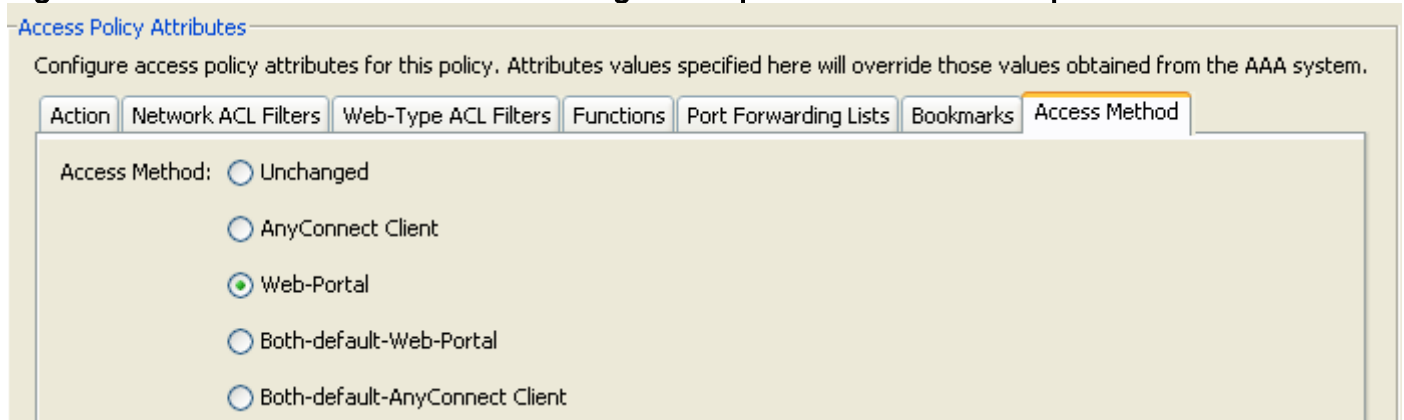 Access Policy Attributes
Configure access policy attributes for this policy. Attributes values specified here will override those values obtained from the AAA system.
Action Network ACL Filters Web-Type ACL Filters Functions Port Forwarding Lists Bookmarks Access Method
Access Method: Unchanged
AnyConnect Client
Web-Portal
Both-default-Web-Portal
Both-default-AnyConnect Client